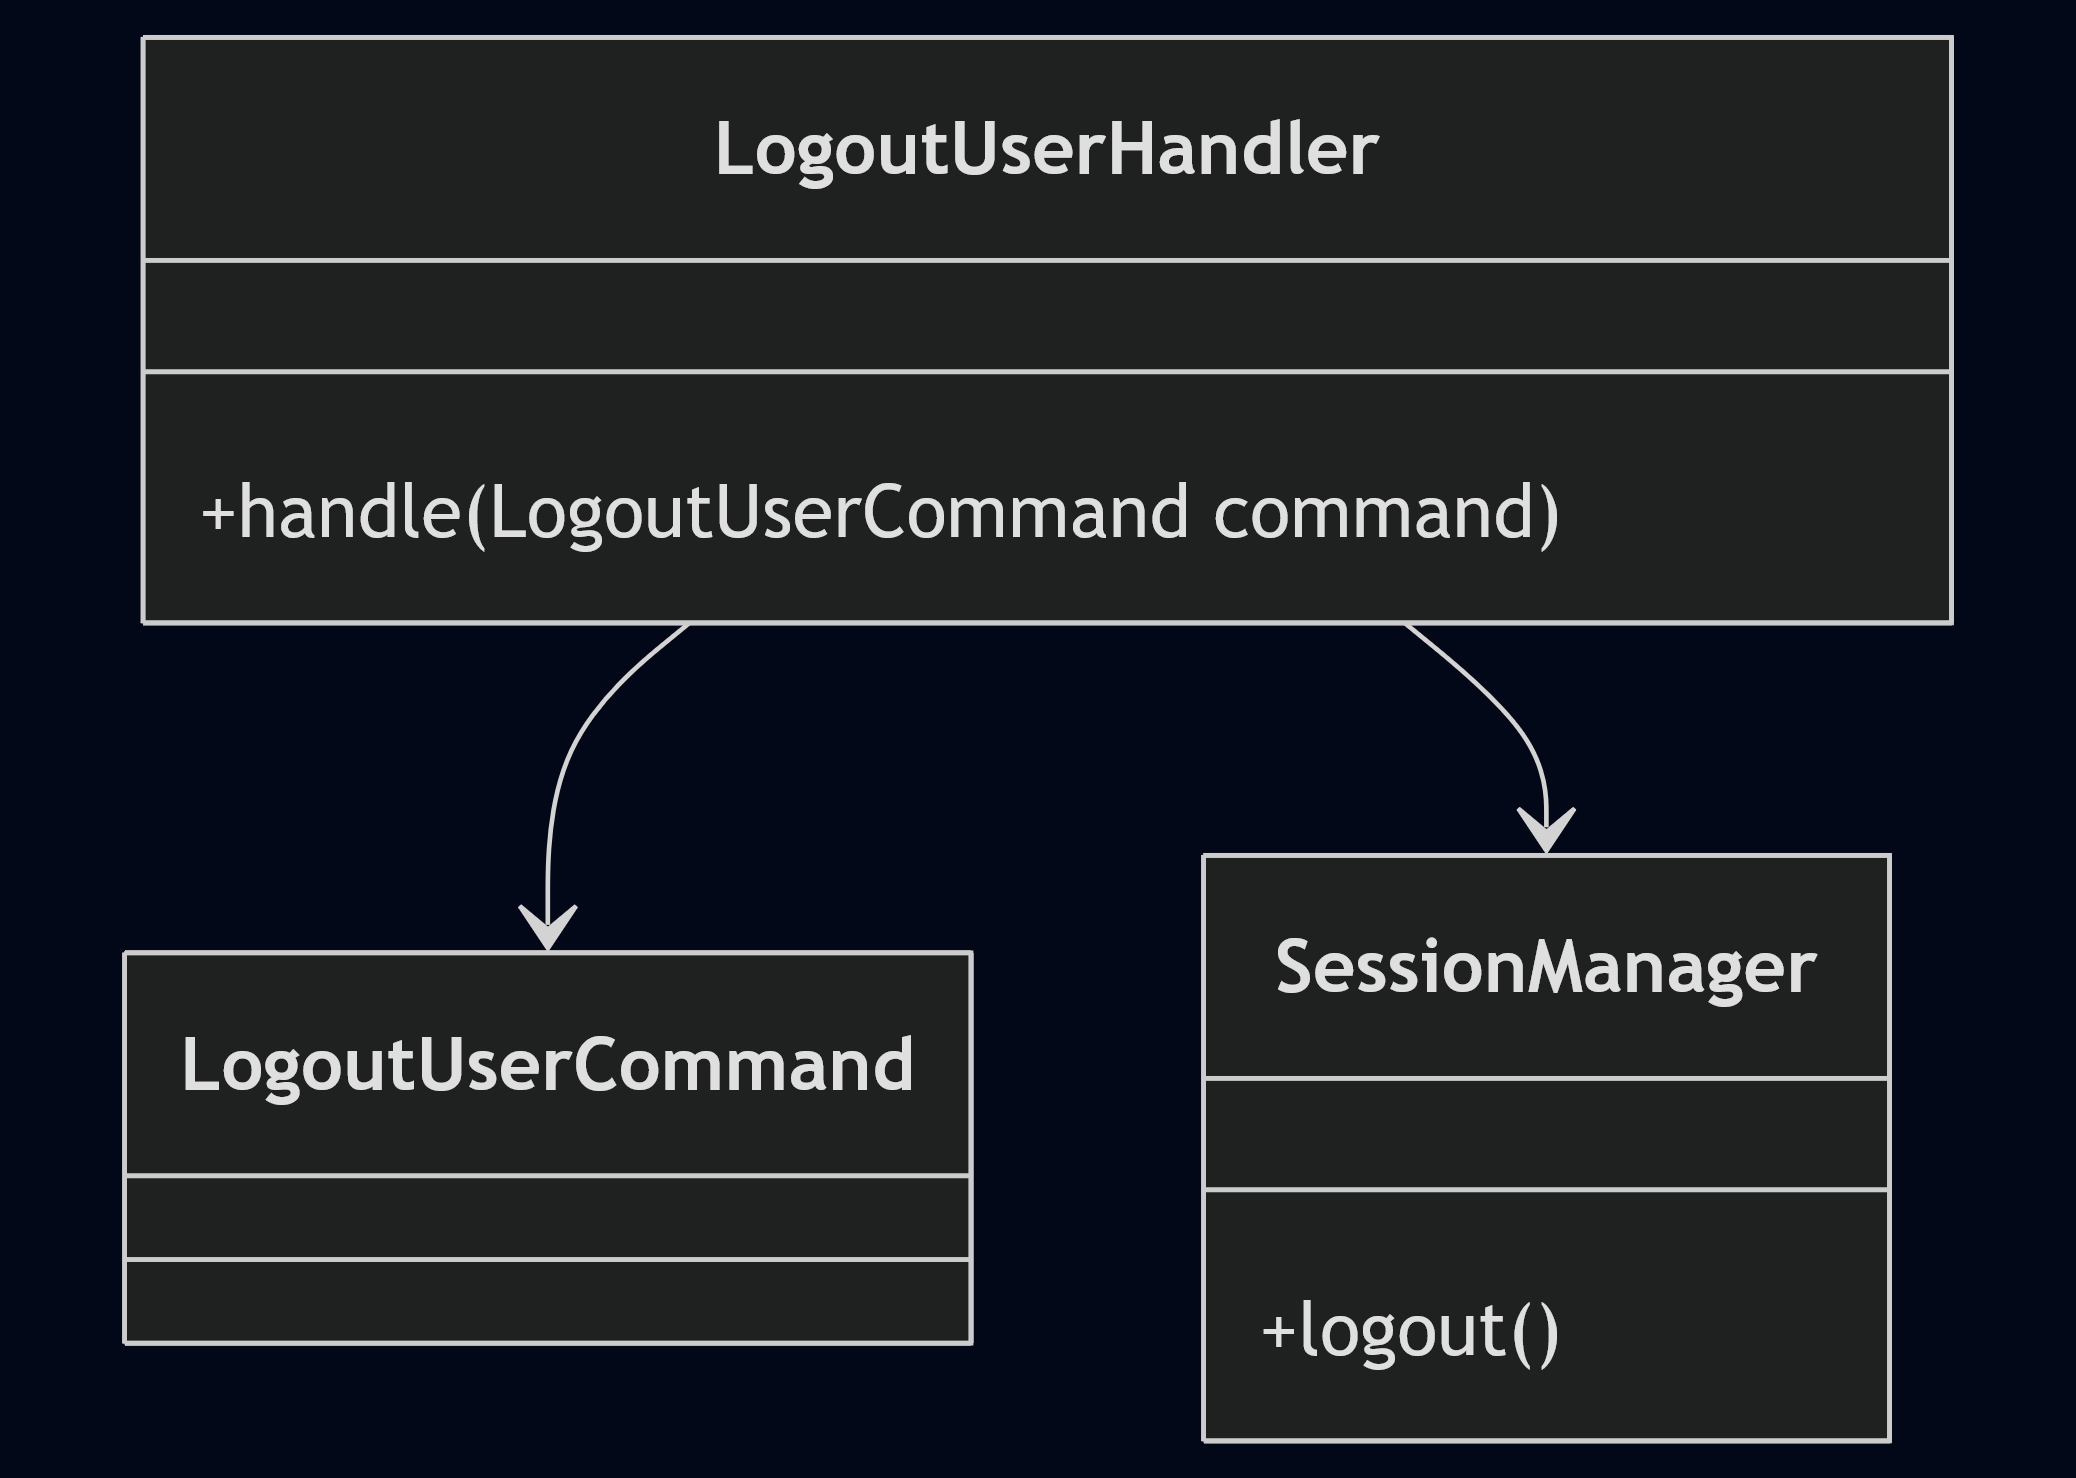 LogoutUserHandler
+handle(LogoutUserCommand command)
LogoutUserCommand
SessionManager
+logout()